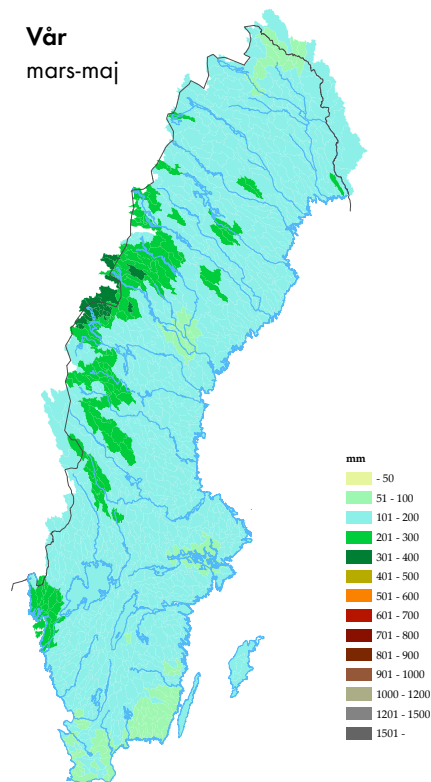 Vår
mars-maj
mm
- 50
51 - 100
101 - 200
201 - 300
301 - 400
401 - 500
501 - 600
601 - 700
701 - 800
801 - 900
901 - 1000
1000 - 1200
1201 - 1500
1501 -